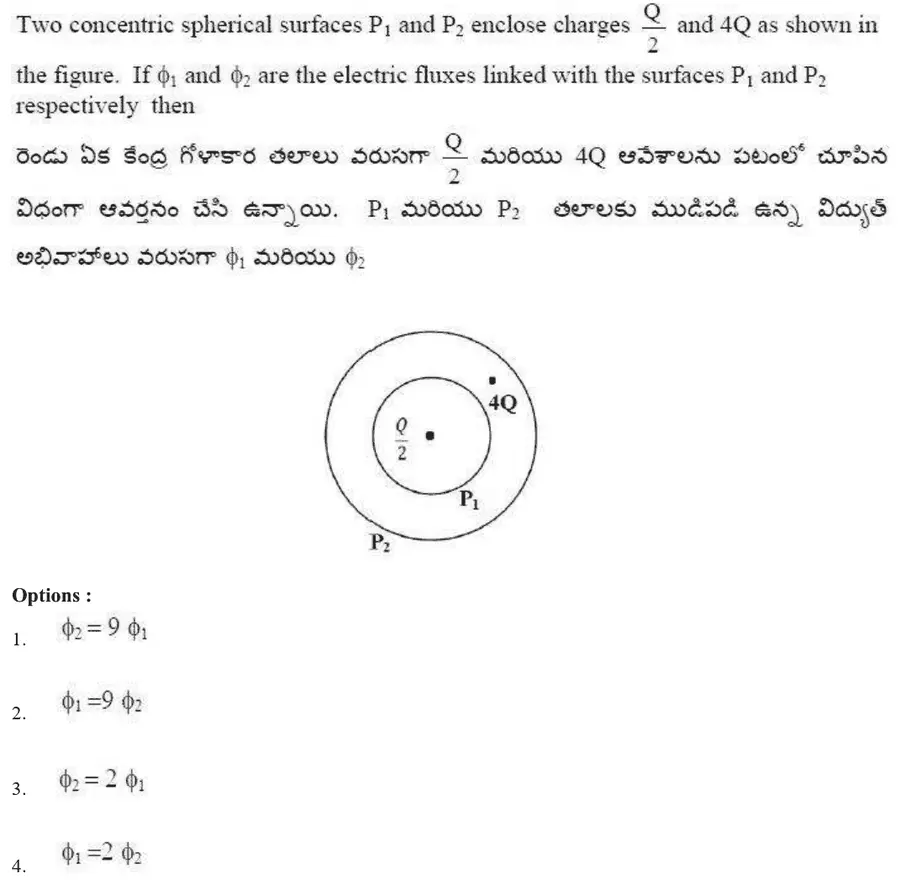 Two concentric spherical surfaces P₁ and P₂ enclose charges Q/2 and 4Q as shown in
the figure. If ϕ₁ and ϕ₂ are the electric fluxes linked with the surfaces P₁ and P₂
respectively then
రెండు ఏక కేంద్ర గోళాకార తలాలు వరుసగా Q/2 మరియు 4Q ఆవేశాలను పటంలో చూపిన
విధంగా ఆవర్తనం చేసి ఉన్నాయి. P₁ మరియు P₂ తలాలకు ముడిపడి ఉన్న విద్యుత్
అభివాహాలు వరుసగా ϕ₁ మరియు ϕ₂
4Q
Q/2
P₁
P₂
Options :
1. ϕ₂ = 9 ϕ₁
2. ϕ₁ =9 ϕ₂
3. ϕ₂ = 2 ϕ₁
4. ϕ₁ =2 ϕ₂